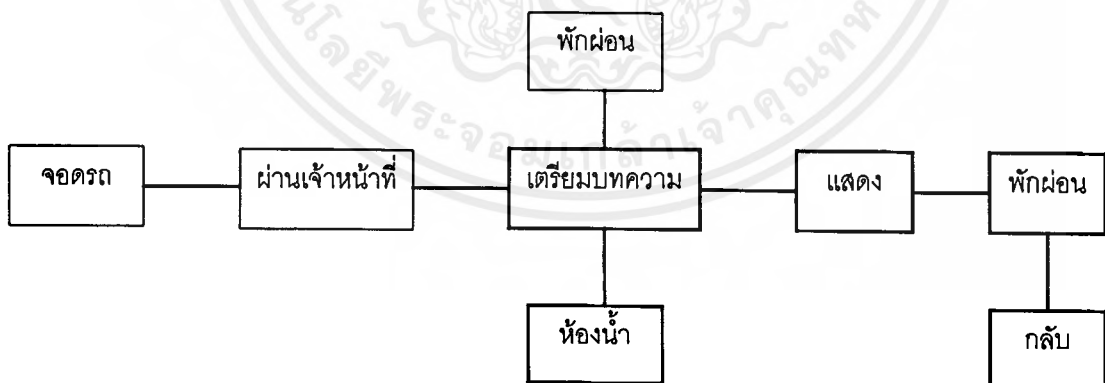 พักผ่อน
จอดรถ
ผ่านเจ้าหน้าที่
เตรียมบทความ
แสดง
พักผ่อน
ห้องน้ำ
กลับ